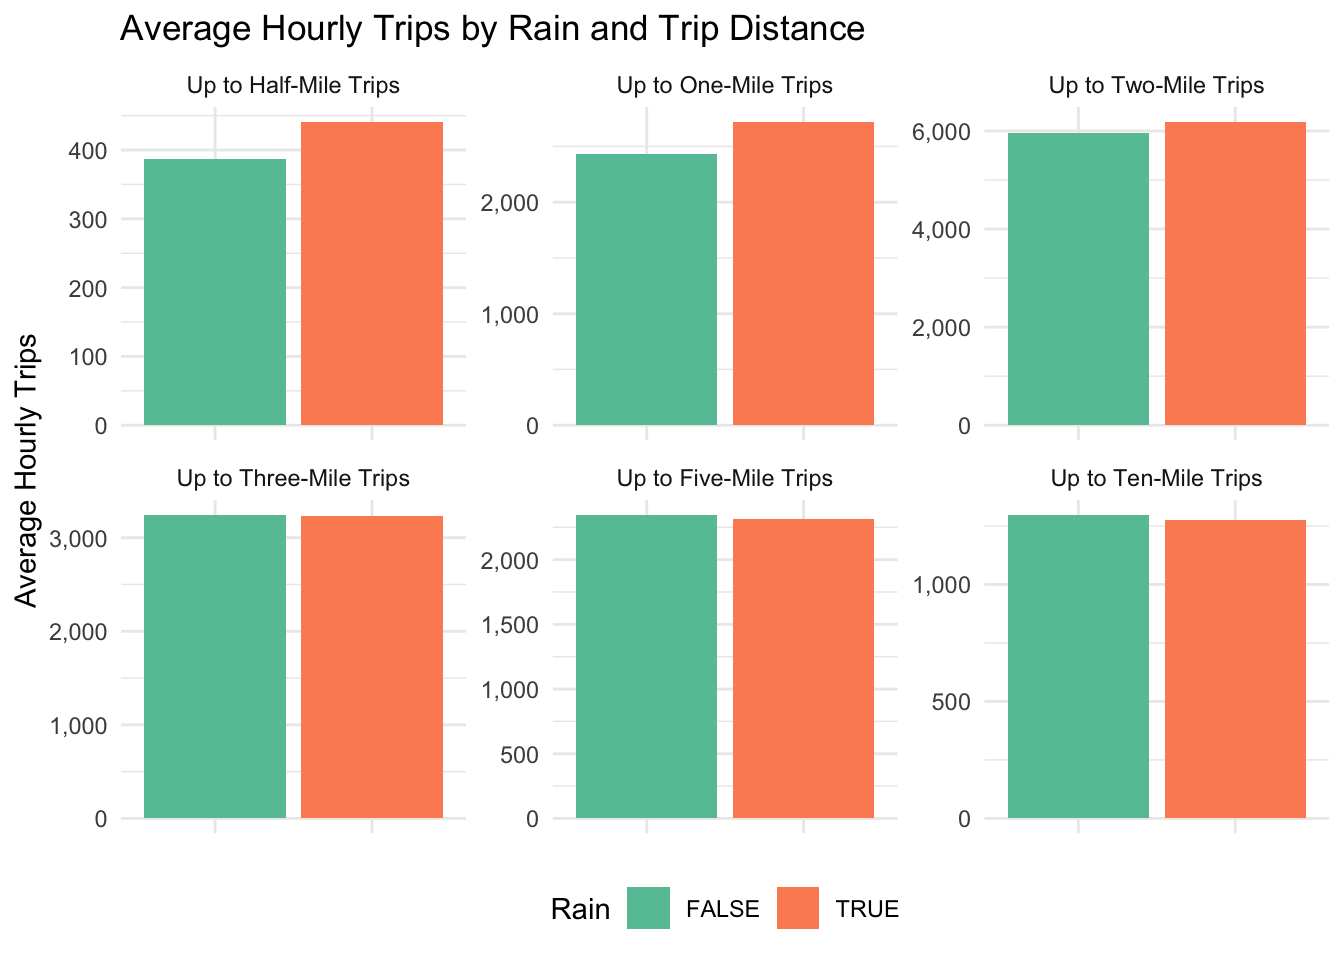 Average Hourly Trips by Rain and Trip Distance
Up to Half-Mile Trips
Up to One-Mile Trips
Up to Two-Mile Trips
400
300
200
100
0
2,000
1,000
0
6,000
4,000
2,000
0
Average Hourly Trips
Up to Three-Mile Trips
Up to Five-Mile Trips
Up to Ten-Mile Trips
3,000
2,000
1,000
0
2,000
1,500
1,000
500
0
1,000
500
0
Rain FALSE TRUE